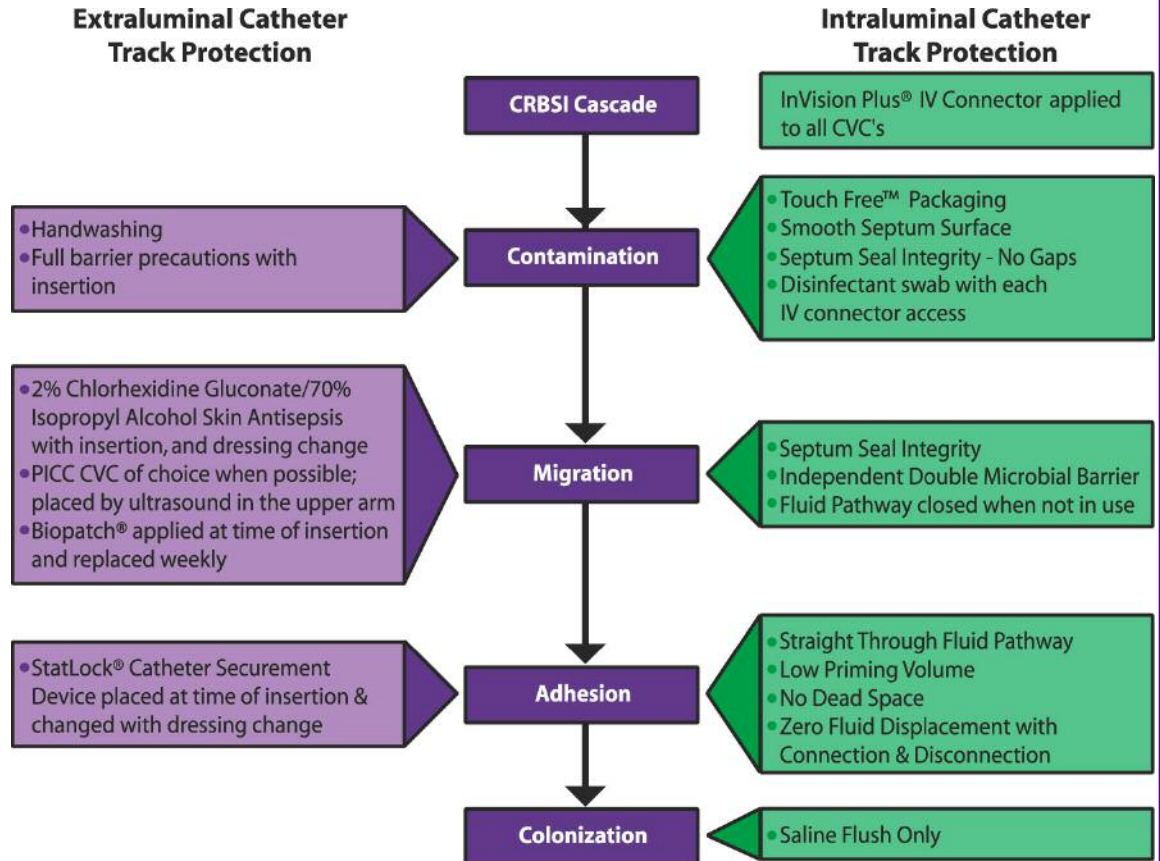 Extraluminal Catheter
Track Protection
Intraluminal Catheter
Track Protection
CRBSI Cascade
InVision Plus® IV Connector applied
to all CVC's
•Handwashing
•Full barrier precautions with
insertion
Contamination
•Touch Free™ Packaging
•Smooth Septum Surface
•Septum Seal Integrity - No Gaps
•Disinfectant swab with each
IV connector access
•2% Chlorhexidine Gluconate/70%
Isopropyl Alcohol Skin Antisepsis
with insertion, and dressing change
•PICC CVC of choice when possible;
placed by ultrasound in the upper arm
•Biopatch® applied at time of insertion
and replaced weekly
Migration
•Septum Seal Integrity
•Independent Double Microbial Barrier
•Fluid Pathway closed when not in use
•StatLock® Catheter Securement
Device placed at time of insertion &
changed with dressing change
Adhesion
•Straight Through Fluid Pathway
•Low Priming Volume
•No Dead Space
•Zero Fluid Displacement with
Connection & Disconnection
Colonization
•Saline Flush Only